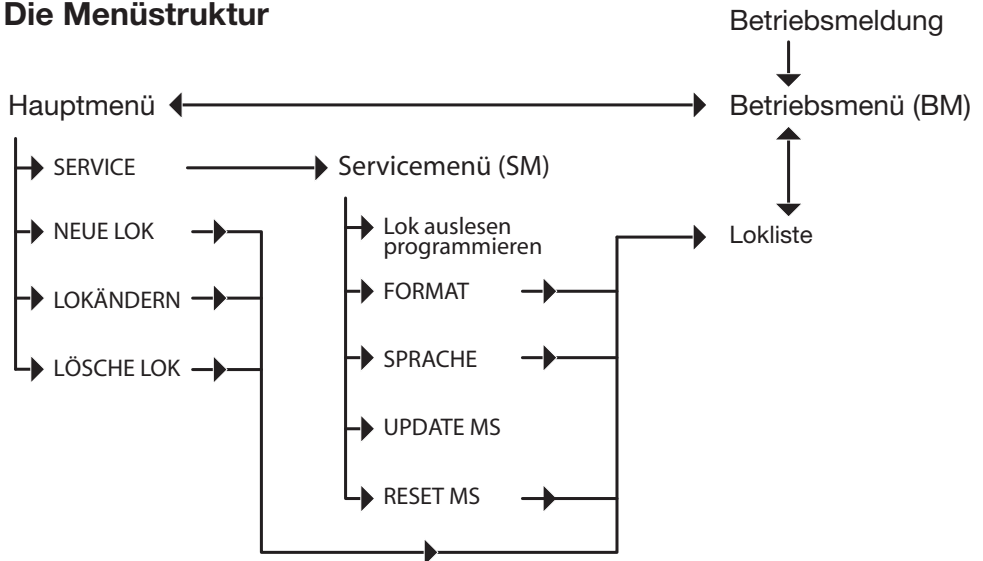 Die Menüstruktur
Betriebsmeldung
Hauptmenü
Betriebsmenü (BM)
SERVICE
Servicemenü (SM)
NEUE LOK
Lok auslesen
programmieren
Lokliste
LOKÄNDERN
FORMAT
LÖSCHE LOK
SPRACHE
UPDATE MS
RESET MS